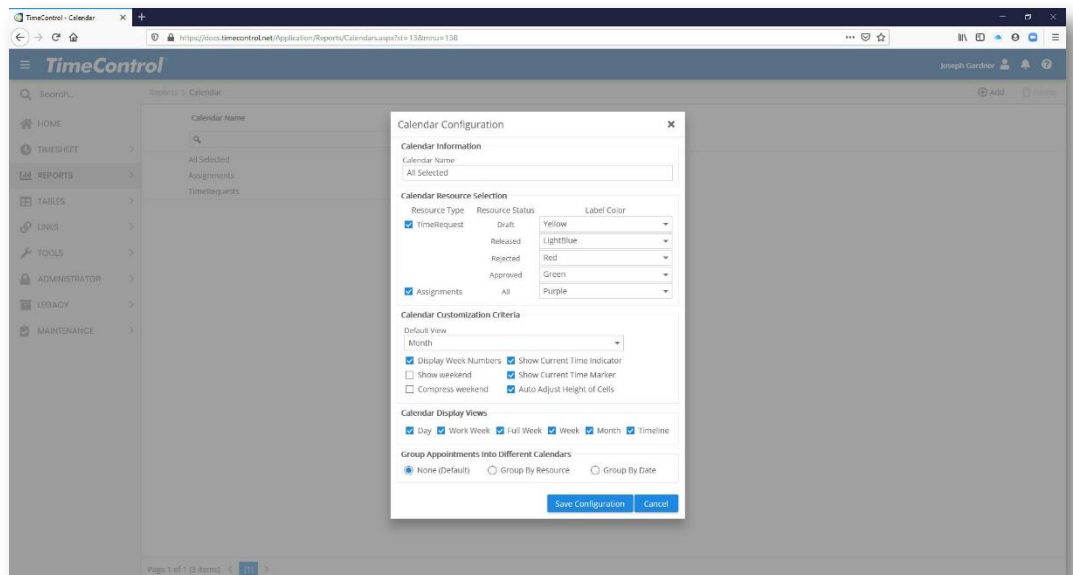 TimeControl - Calendar
https://docs.timecontrol.net/Application/Reports/Calendars.aspx?st=13&tmnu=138
TimeControl
Joseph Gardner
Search...
Reports > Calendar
Add
HOME
TIMESHEET
REPORTS
TABLES
LINKS
TOOLS
ADMINISTRATOR
LEGACY
MAINTENANCE
Calendar Name
All Selected
Assignments
TimeRequests
Calendar Configuration
Calendar Information
Calendar Name
All Selected
Calendar Resource Selection
Resource Type Resource Status Label Color
TimeRequest Draft Yellow
Released LightBlue
Rejected Red
Approved Green
Assignments All Purple
Calendar Customization Criteria
Default View
Month
Display Week Numbers Show Current Time Indicator
Show weekend Show Current Time Marker
Compress weekend Auto Adjust Height of Cells
Calendar Display Views
Day Work Week Full Week Week Month Timeline
Group Appointments Into Different Calendars
None (Default) Group By Resource Group By Date
Save Configuration Cancel
Page 1 of 1 (3 items) [1]